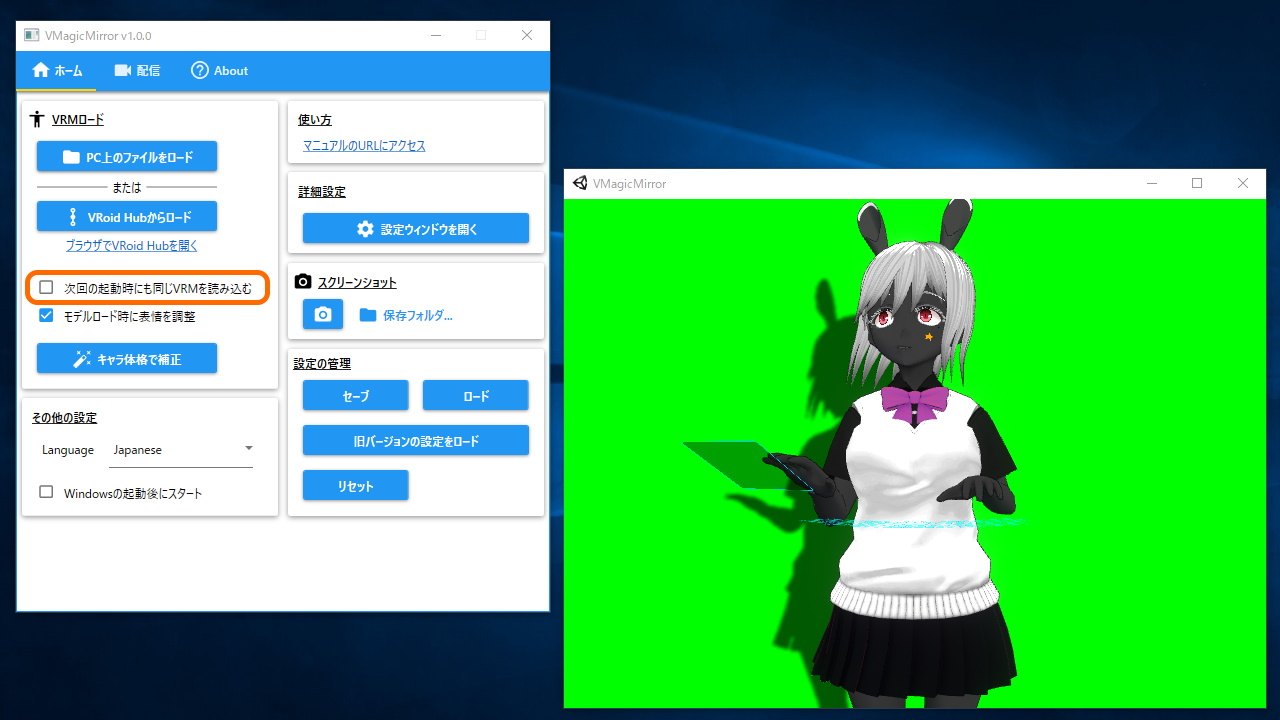 VMagicMirror v1.0.0
ホーム
配信
About
VRMロード
PC上のファイルをロード
または
VRoid Hubからロード
ブラウザでVRoid Hubを開く
次回の起動時にも同じVRMを読み込む
モデルロード時に表情を調整
キャラ体格で補正
その他の設定
Language
Japanese
Windowsの起動後にスタート
使い方
マニュアルのURLにアクセス
詳細設定
設定ウィンドウを開く
スクリーンショット
保存フォルダ...
設定の管理
セーブ
ロード
旧バージョンの設定をロード
リセット
VMagicMirror